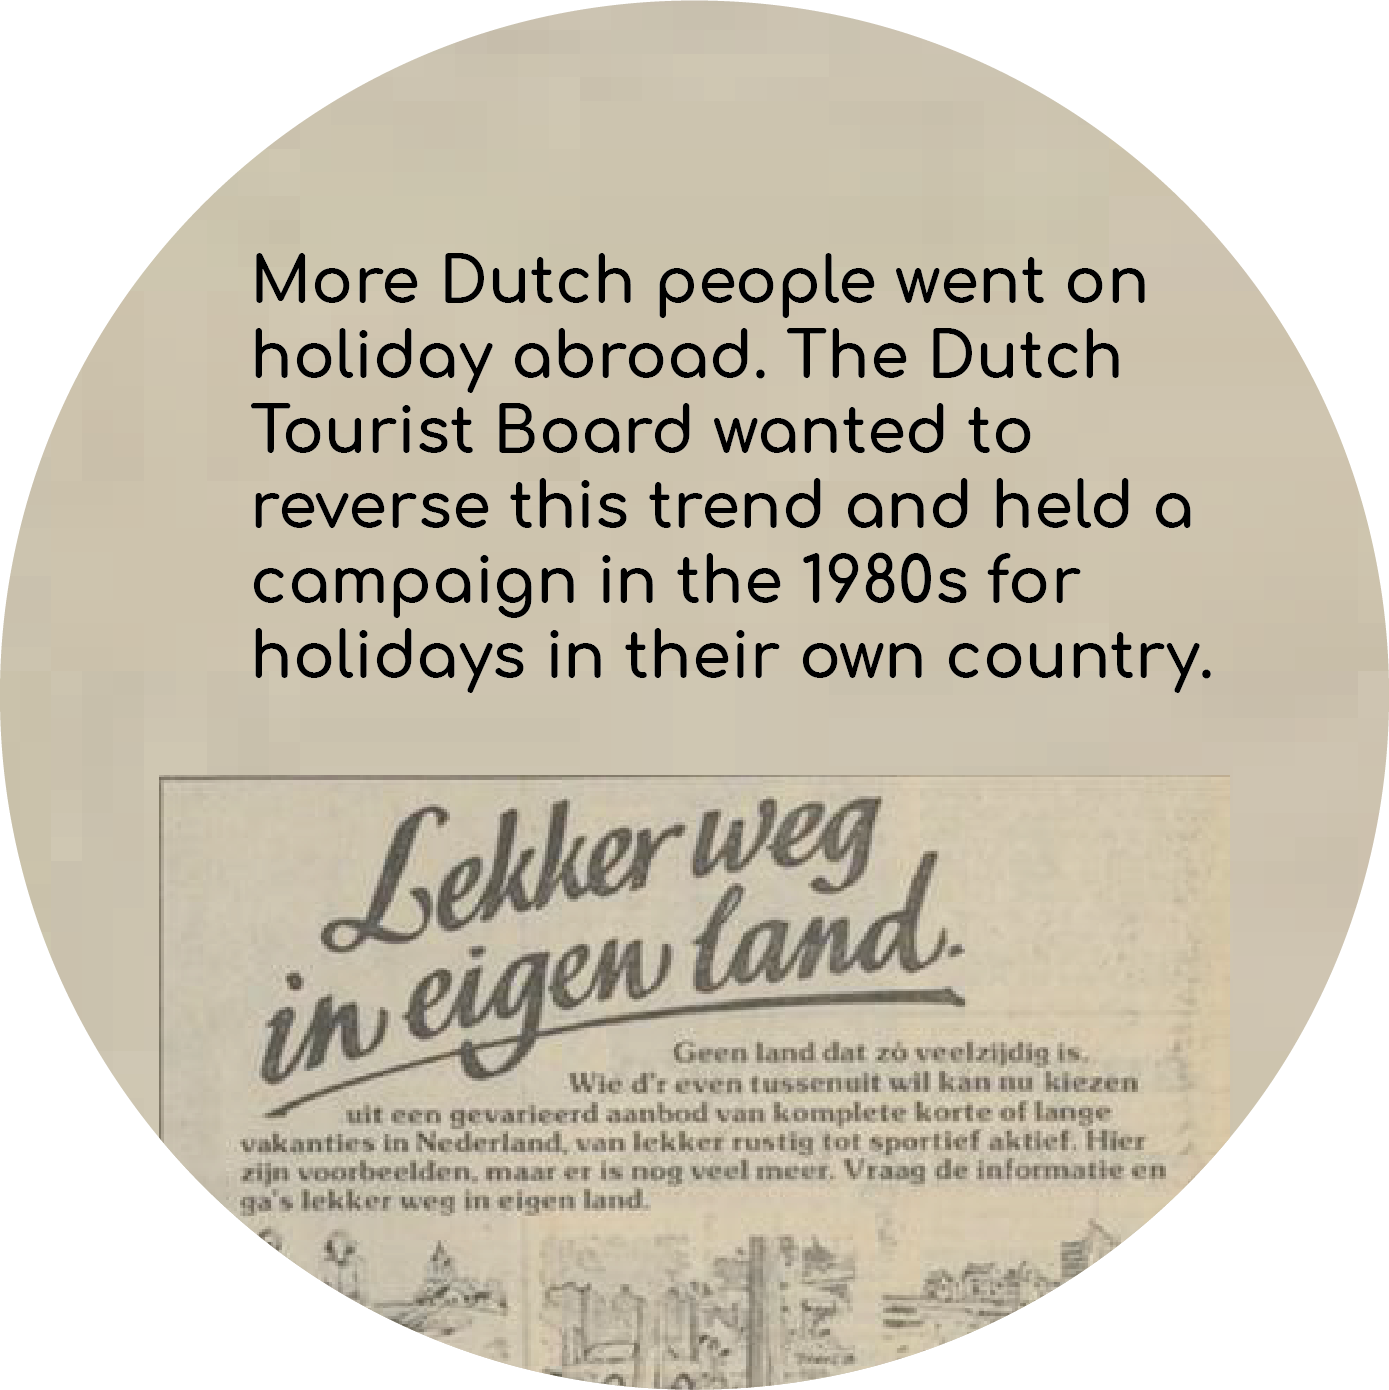 More Dutch people went on
holiday abroad. The Dutch
Tourist Board wanted to
reverse this trend and held a
campaign in the 1980s for
holidays in their own country.
Lekker weg
in eigen land.
Geen land dat zó veelzijdig is.
Wie d'r even tussenuit wil kan nu kiezen
uit een gevarieerd aanbod van komplete korte of lange
vakanties in Nederland, van lekker rustig tot sportief aktief. Hier
zijn voorbeelden, maar er is nog veel meer. Vraag de informatie en
ga's lekker weg in eigen land.